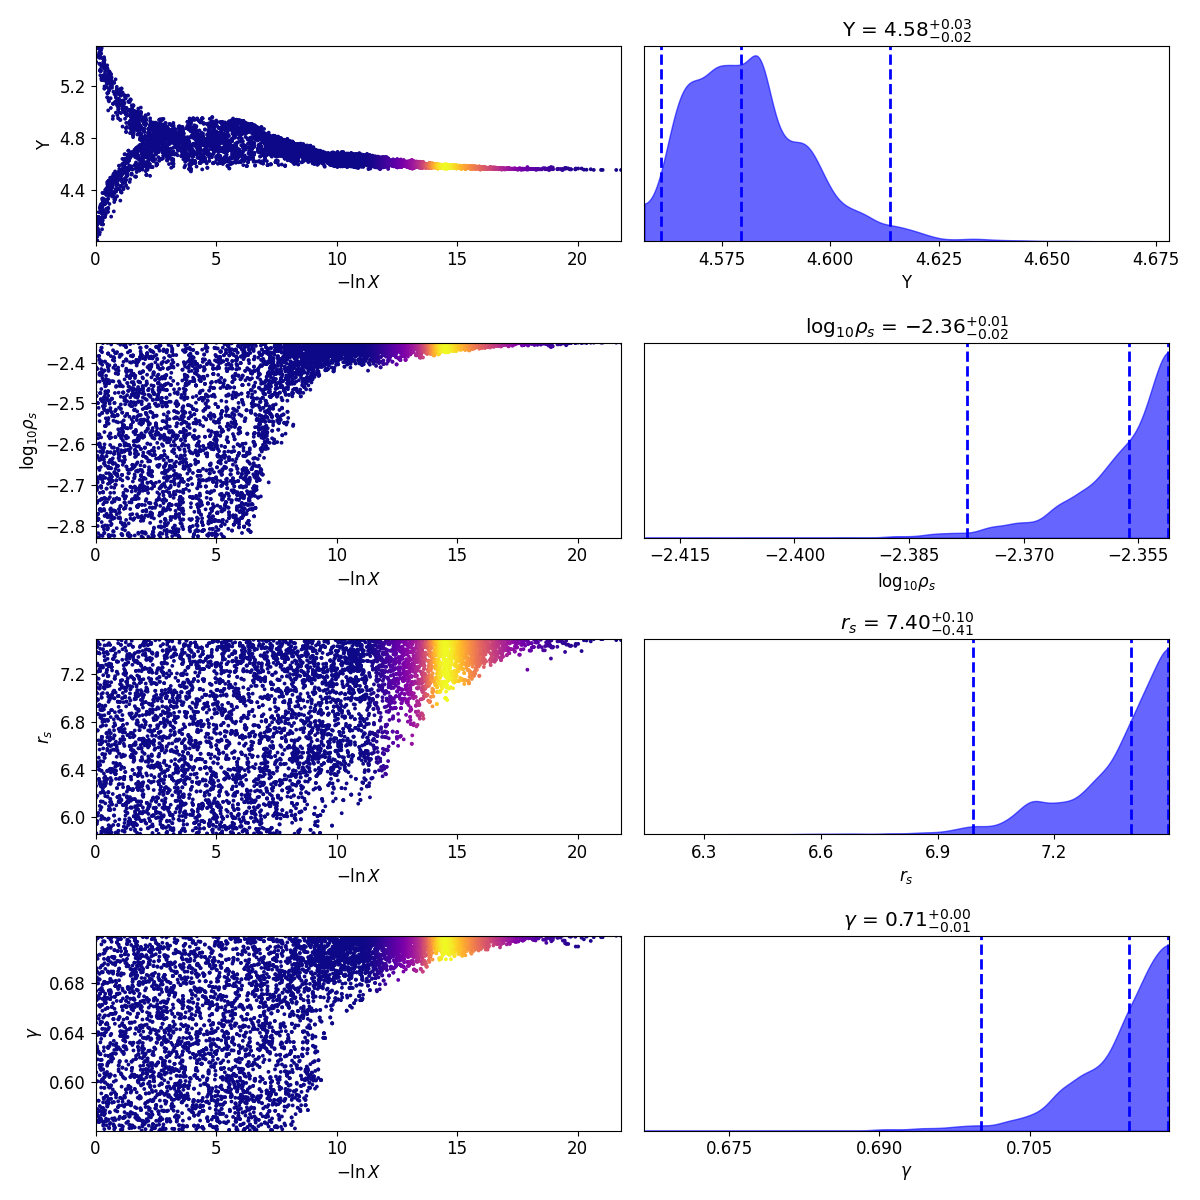 Y = 4.58+0.03 −0.02
5.2
4.8
4.4
Y
0 5 10 15 20
−ln X
4.575 4.600 4.625 4.650 4.675
Y
log10ρs = −2.36+0.01 −0.02
−2.4
−2.5
−2.6
−2.7
−2.8
log10ρs
0 5 10 15 20
−ln X
−2.415 −2.400 −2.385 −2.370 −2.355
log10ρs
rs = 7.40+0.10 −0.41
7.2
6.8
6.4
6.0
rs
0 5 10 15 20
−ln X
6.3 6.6 6.9 7.2
rs
γ = 0.71+0.00 −0.01
0.68
0.64
0.60
γ
0 5 10 15 20
−ln X
0.675 0.690 0.705
γ